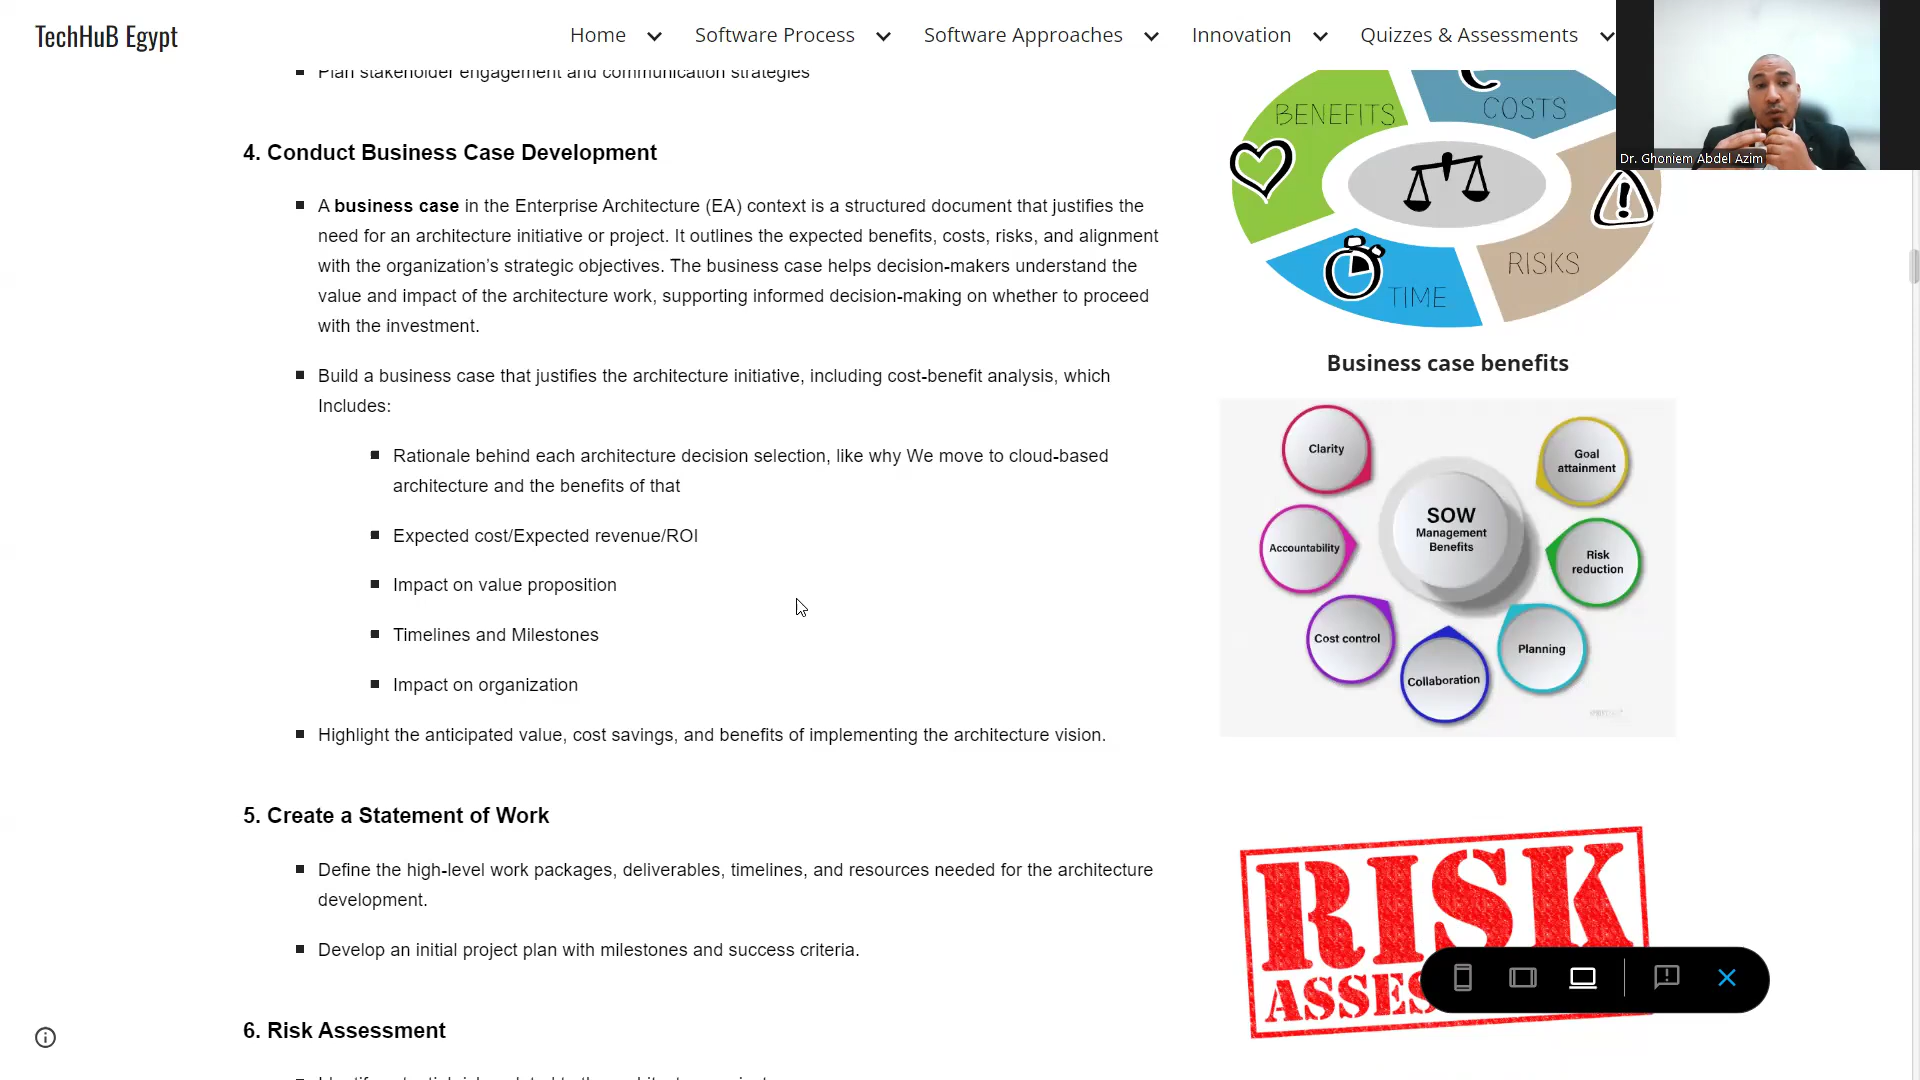 TechHuB Egypt
Home
Software Process
Software Approaches
Innovation
Quizzes & Assessments
Plan stakeholder engagement and communication strategies
4. Conduct Business Case Development
A business case in the Enterprise Architecture (EA) context is a structured document that justifies the
need for an architecture initiative or project. It outlines the expected benefits, costs, risks, and alignment
with the organization's strategic objectives. The business case helps decision-makers understand the
value and impact of the architecture work, supporting informed decision-making on whether to proceed
with the investment.
Build a business case that justifies the architecture initiative, including cost-benefit analysis, which
Includes:
Rationale behind each architecture decision selection, like why We move to cloud-based
architecture and the benefits of that
Expected cost/Expected revenue/ROI
Impact on value proposition
Timelines and Milestones
Impact on organization
Highlight the anticipated value, cost savings, and benefits of implementing the architecture vision.
5. Create a Statement of Work
Define the high-level work packages, deliverables, timelines, and resources needed for the architecture
development.
Develop an initial project plan with milestones and success criteria.
6. Risk Assessment
BENEFITS
COSTS
RISKS
TIME
Dr. Ghoniem Abdel Azim
Business case benefits
Clarity
Goal
attainment
SOW
Management
Benefits
Accountability
Risk
reduction
Cost control
Planning
Collaboration
RISK
ASSES